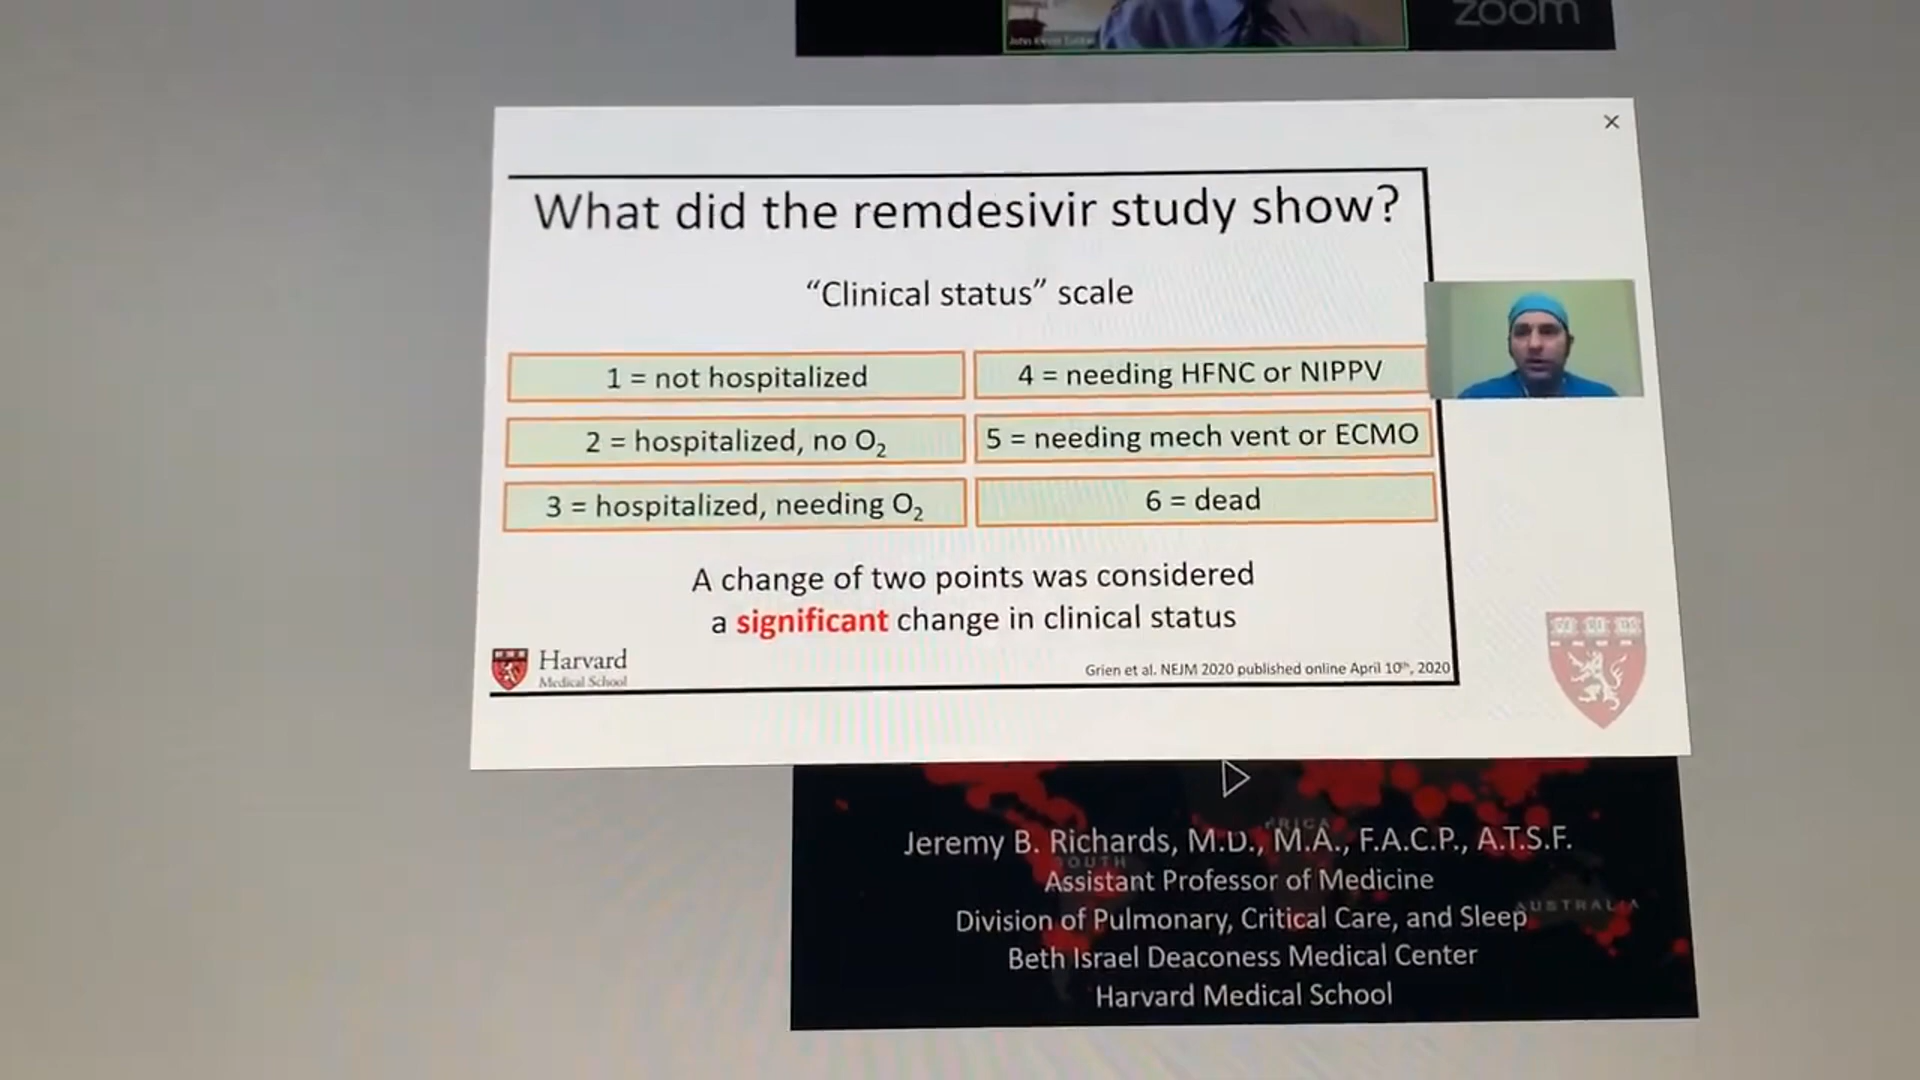 zoom
What did the remdesivir study show?
“Clinical status” scale
1 = not hospitalized
2 = hospitalized, no O₂
3 = hospitalized, needing O₂
4 = needing HFNC or NIPPV
5 = needing mech vent or ECMO
6 = dead
A change of two points was considered
a significant change in clinical status
Harvard
Medical School
Grien et al. NEJM 2020 published online April 10th, 2020
Jeremy B. Richards, M.D., M.A., F.A.C.P., A.T.S.F.
Assistant Professor of Medicine
Division of Pulmonary, Critical Care, and Sleep
Beth Israel Deaconess Medical Center
Harvard Medical School
SOUTH
AUSTRALIA